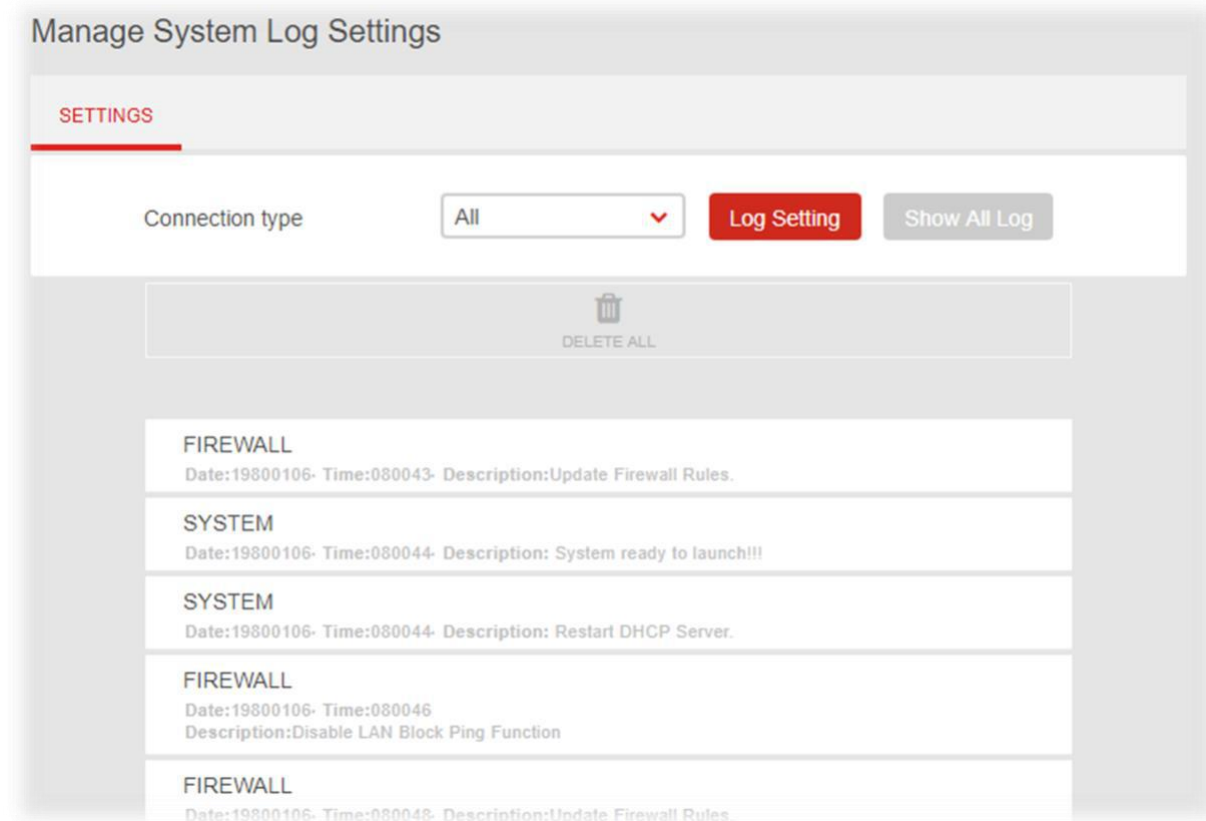 Manage System Log Settings
SETTINGS
Connection type All Log Setting Show All Log
DELETE ALL
FIREWALL
Date:19800106- Time:080043- Description:Update Firewall Rules.
SYSTEM
Date:19800106- Time:080044- Description: System ready to launch!!!
SYSTEM
Date:19800106- Time:080044- Description: Restart DHCP Server.
FIREWALL
Date:19800106- Time:080046
Description:Disable LAN Block Ping Function
FIREWALL
Date:19800106- Time:080048- Description:Update Firewall Rules.